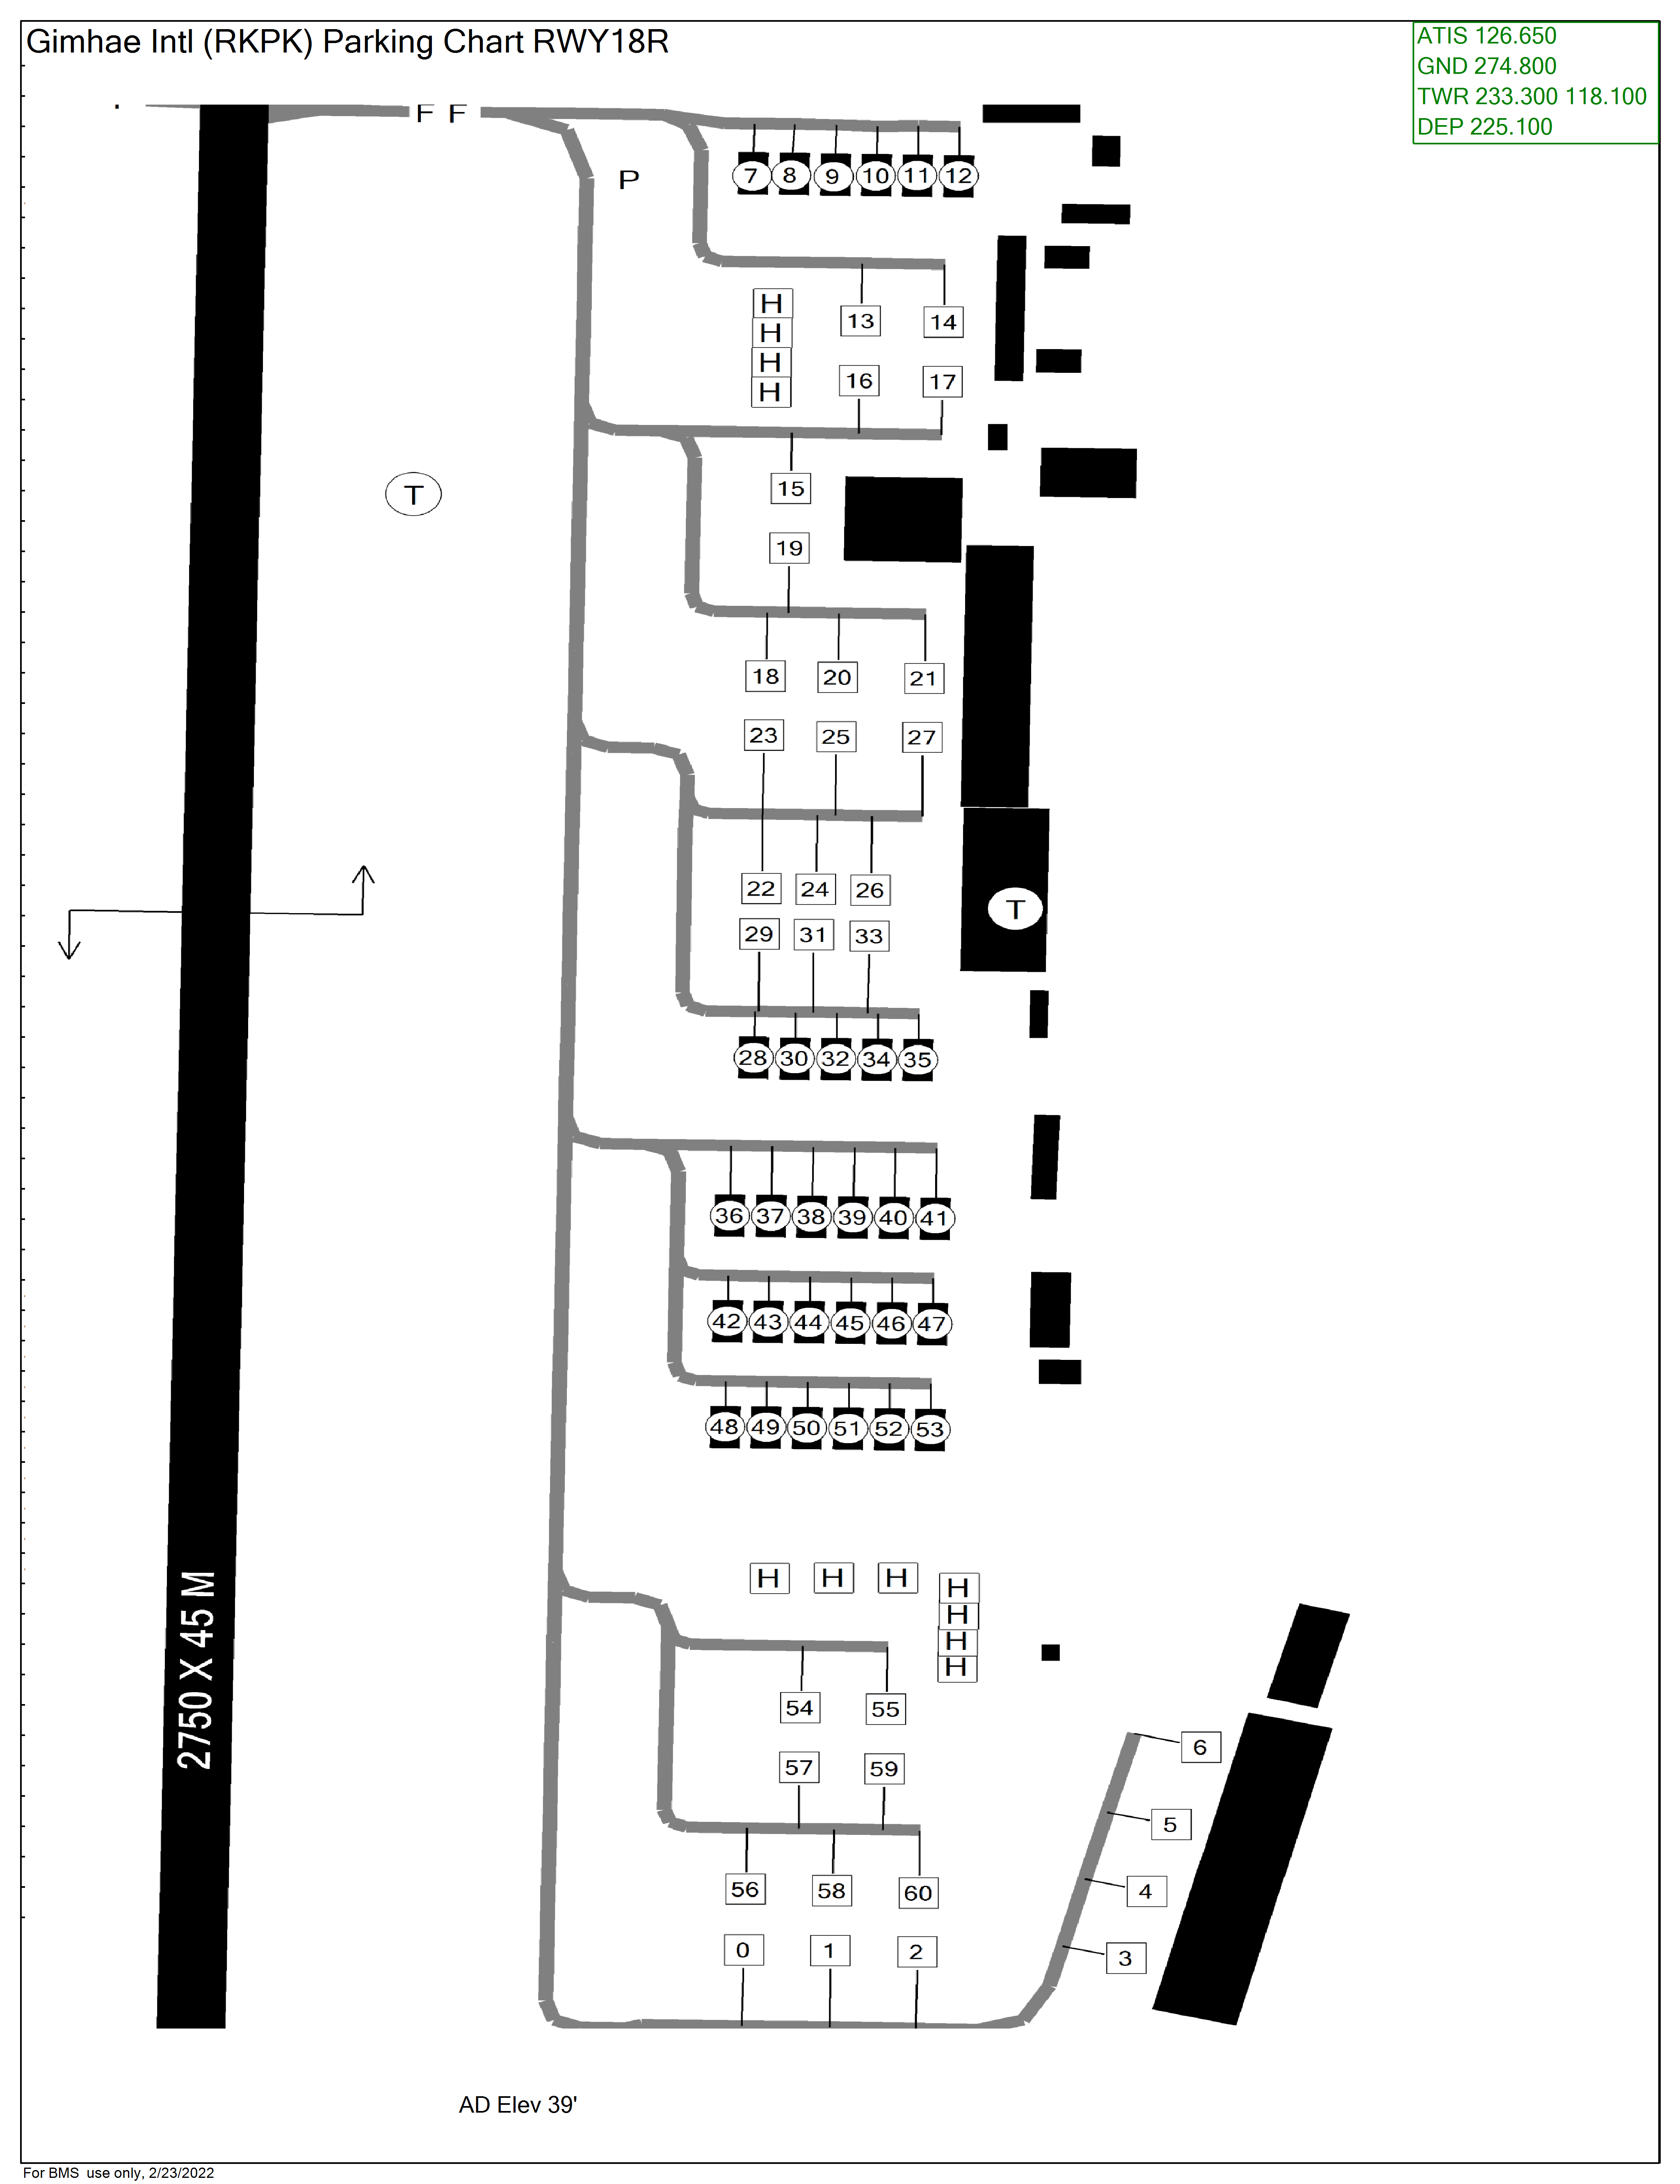 Gimhae Intl (RKPK) Parking Chart RWY18R
ATIS 126.650
GND 274.800
TWR 233.300 118.100
DEP 225.100
F F
P
7 8 9 10 11 12
H
13 14
H
H
16 17
H
T
15
19
18 20 21
23 25 27
22 24 26
T
29 31 33
28 30 32 34 35
36 37 38 39 40 41
42 43 44 45 46 47
48 49 50 51 52 53
H H H H
H
H
H
2750 X 45 M
54 55
6
57 59
5
56 58 60
4
0 1 2
3
AD Elev 39'
For BMS use only, 2/23/2022